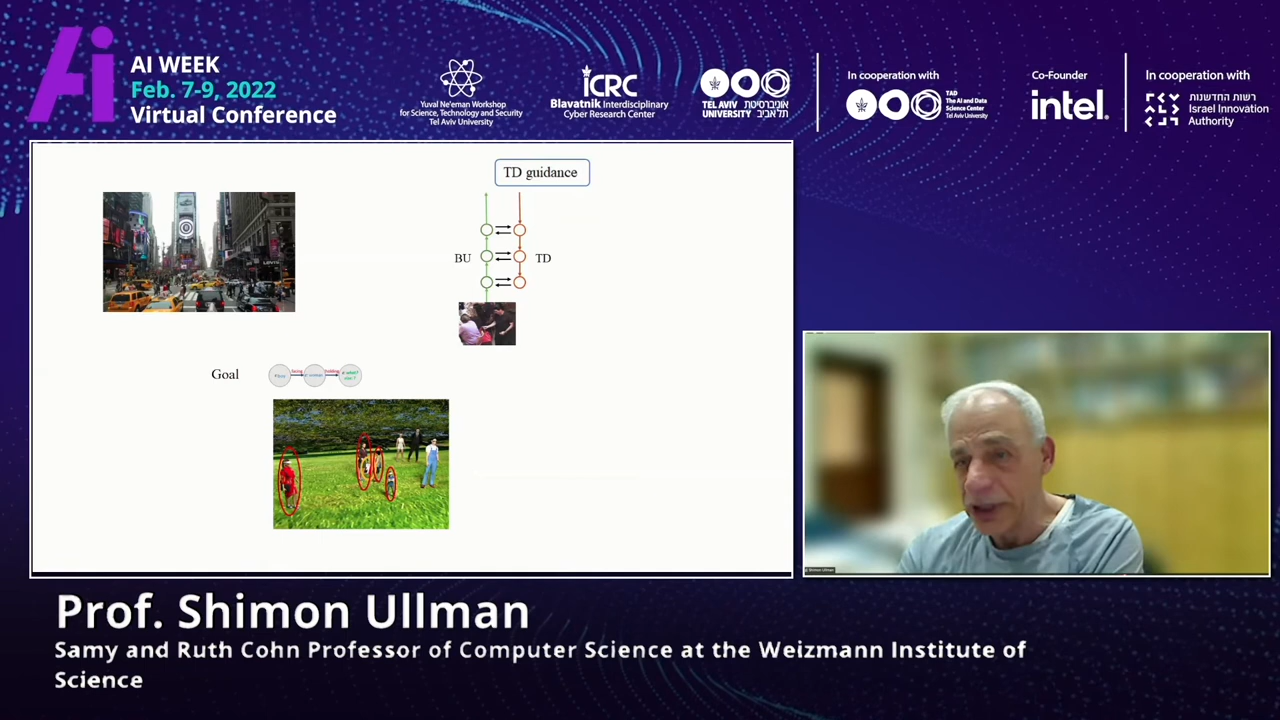 Ai
AI WEEK
Feb. 7-9, 2022
Virtual Conference
Yuval Ne'eman Workshop
for Science, Technology and Security
Tel Aviv University
iCRC
Blavatnik Interdisciplinary
Cyber Research Center
TEL AVIV UNIVERSITY
אוניברסיטת תל אביב
In cooperation with
TAD
The AI and Data
Science Center
Tel Aviv University
Co-Founder
intel.
In cooperation with
רשות החדשנות
Israel Innovation
Authority
TD guidance
BU
TD
Goal
Shimon Ullman
Prof. Shimon Ullman
Samy and Ruth Cohn Professor of Computer Science at the Weizmann Institute of
Science